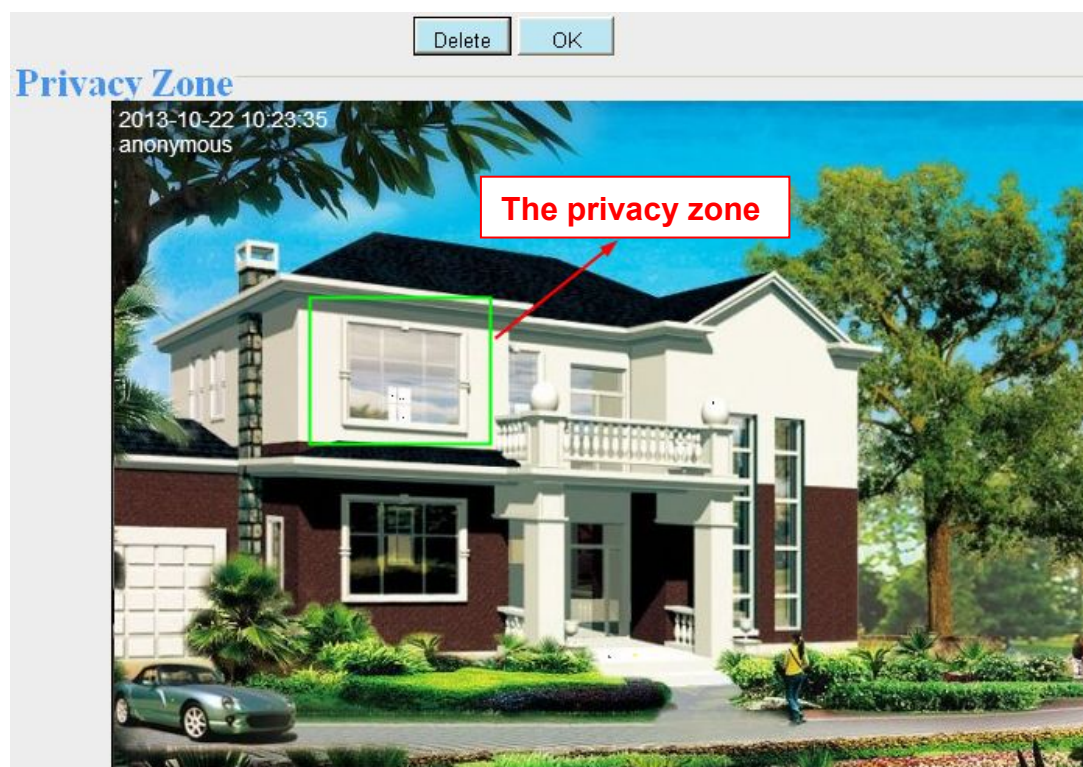 Delete OK
Privacy Zone
2013-10-22 10:23:35
anonymous
The privacy zone